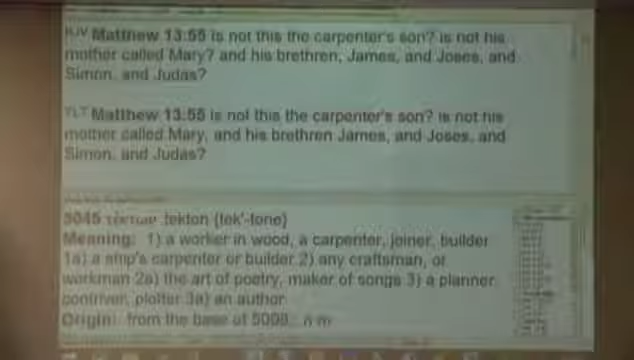 KJV Matthew 13:55 is not this the carpenter's son? is not his
mother called Mary? and his brethren, James, and Joses, and
Simon, and Judas?
YLT Matthew 13:55 is not this the carpenter's son? is not his
mother called Mary, and his brethren James, and Joses, and
Simon, and Judas?
5045 τέκτων tekton {tek'-tone}
Meaning: 1) a worker in wood, a carpenter, joiner, builder
1a) a ship's carpenter or builder 2) any craftsman, or
workman 2a) the art of poetry, maker of songs 3) a planner,
contriver, plotter 3a) an author
Origin: from the base of 5098; n m